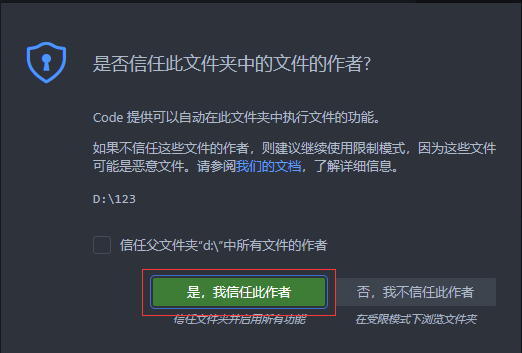 是否信任此文件夹中的文件的作者?
Code 提供可以自动在此文件夹中执行文件的功能。
如果不信任这些文件的作者，则建议继续使用限制模式，因为这些文件
可能是恶意文件。请参阅我们的文档，了解详细信息。
D:\123
信任父文件夹“d:\”中所有文件的作者
是，我信任此作者
否，我不信任此作者
信任文件夹并启用所有功能
在受限模式下浏览文件夹